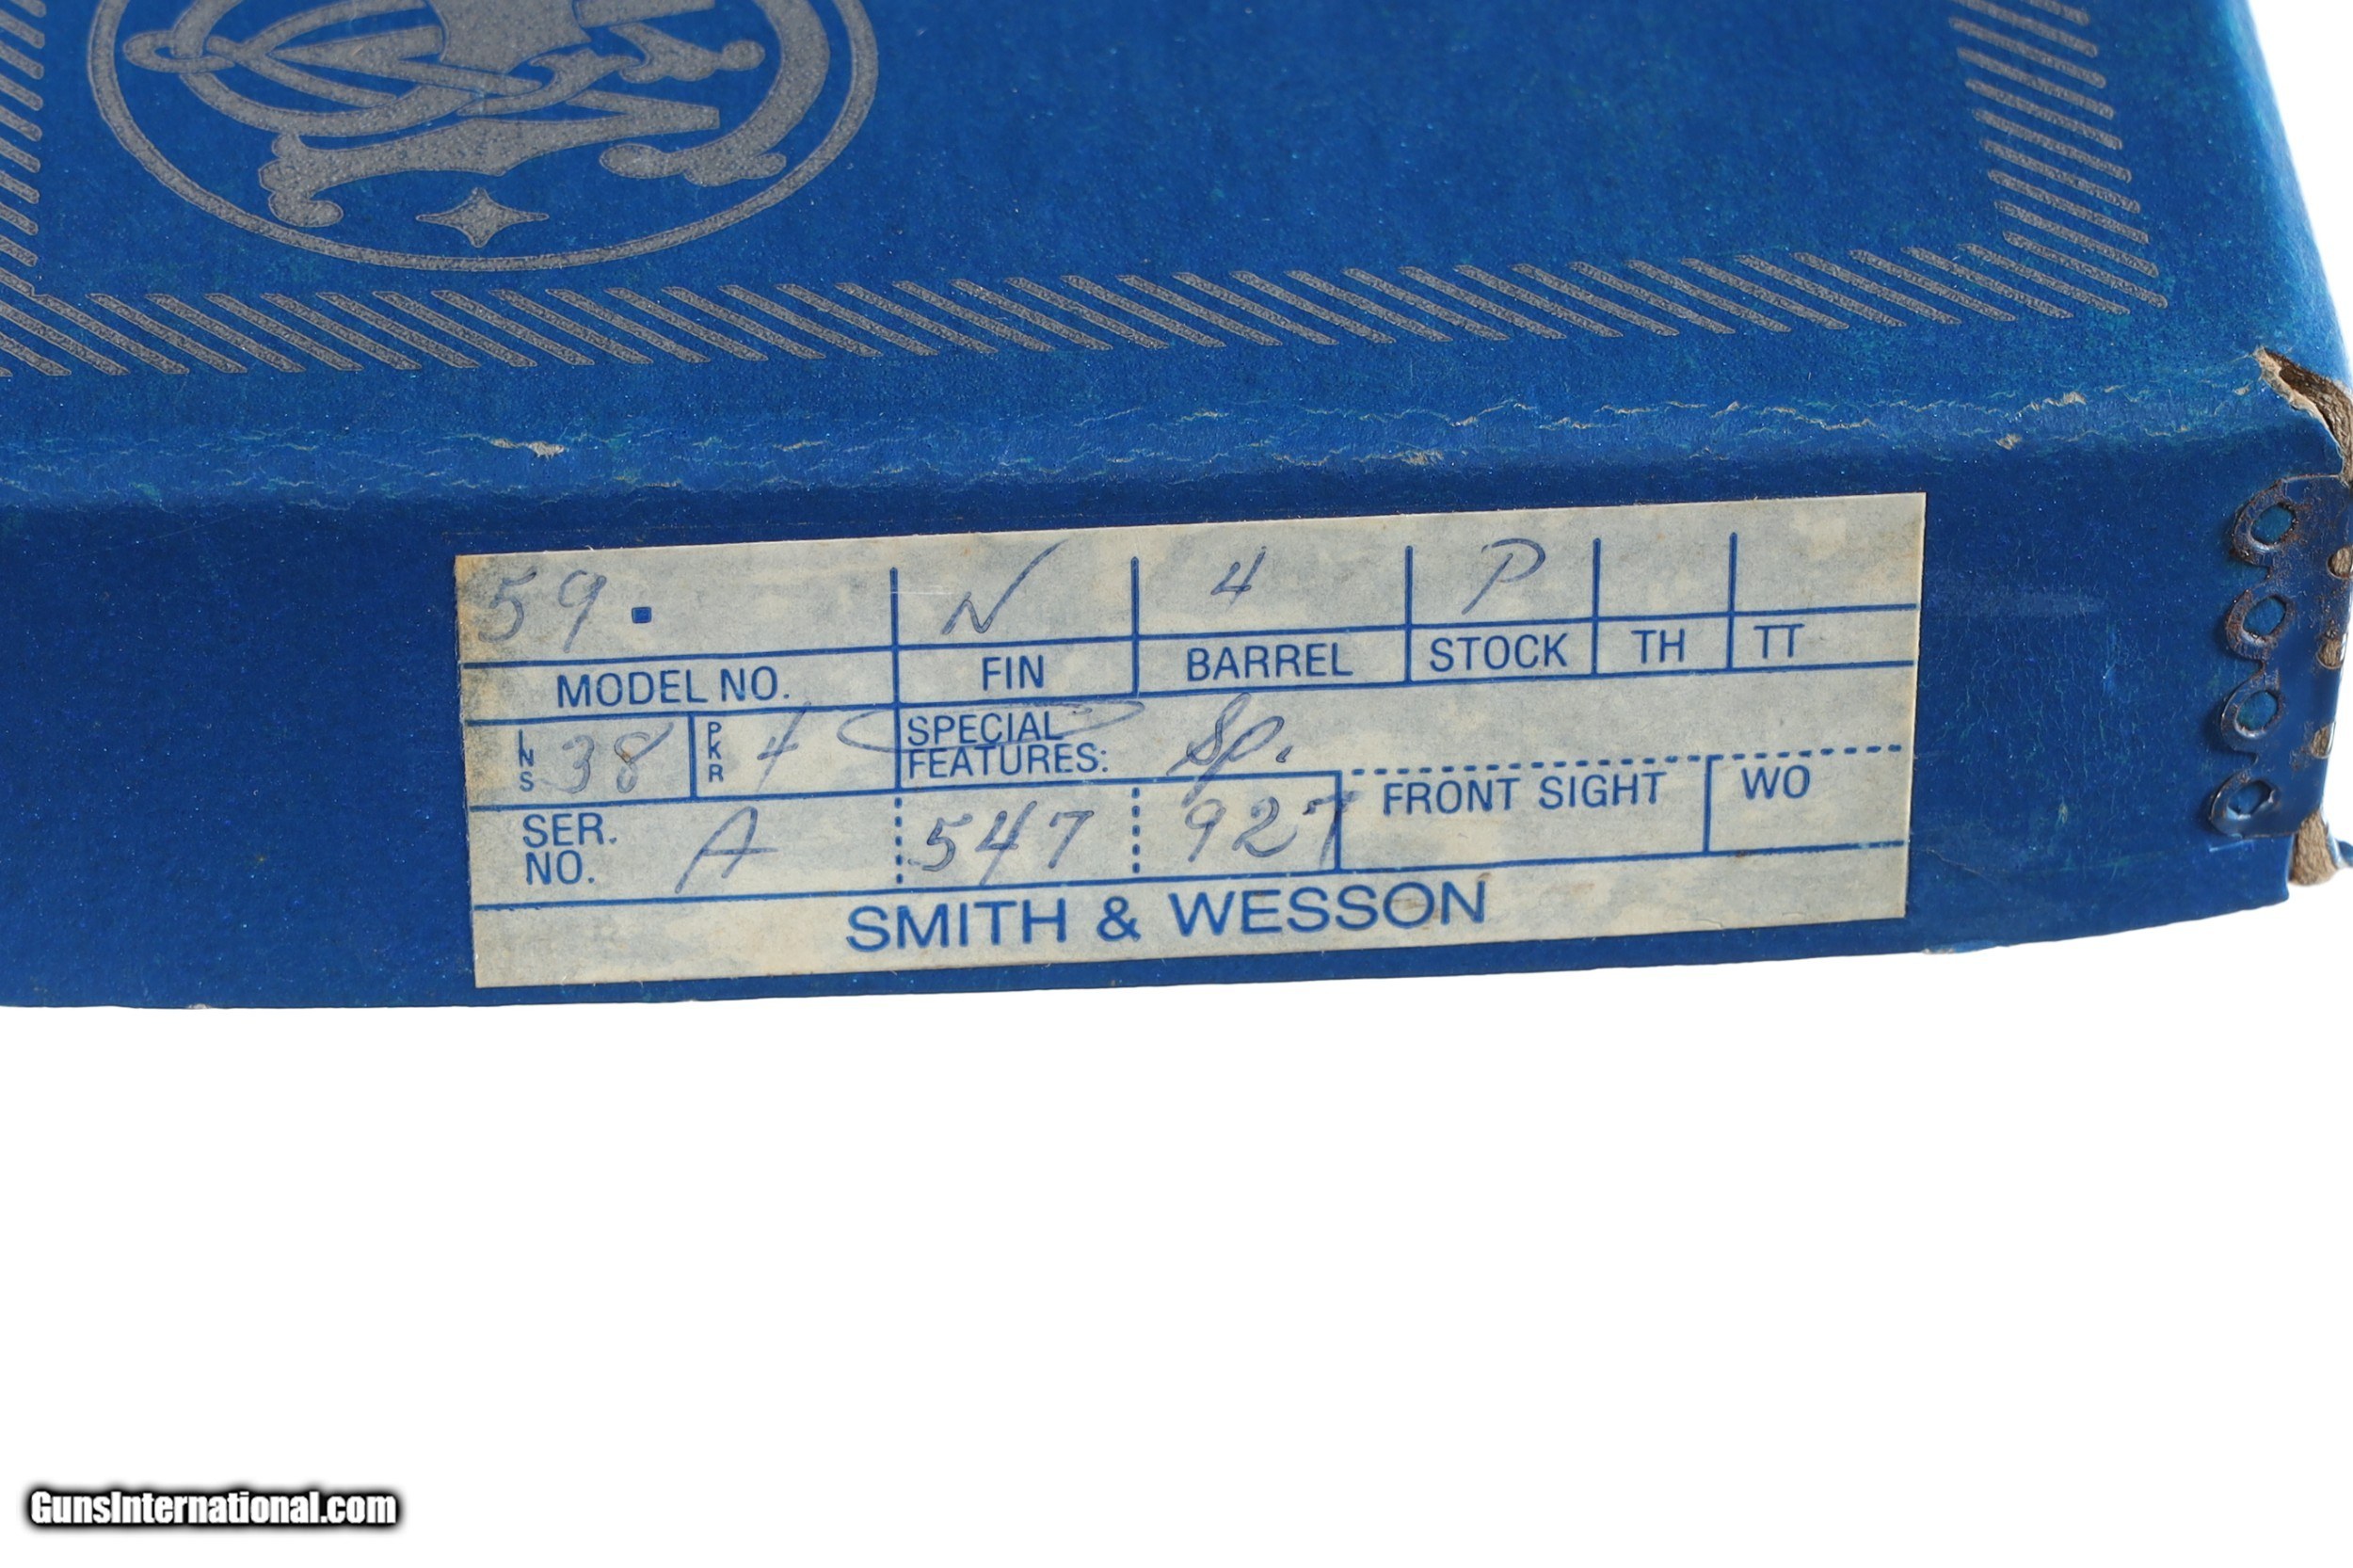 59. N 4 P
MODEL NO. FIN BARREL STOCK TH TT
INS 38 PKR 4 SPECIAL FEATURES: Sp.
SER. NO. A 547 927 FRONT SIGHT WO
SMITH & WESSON
GunsInternational.com